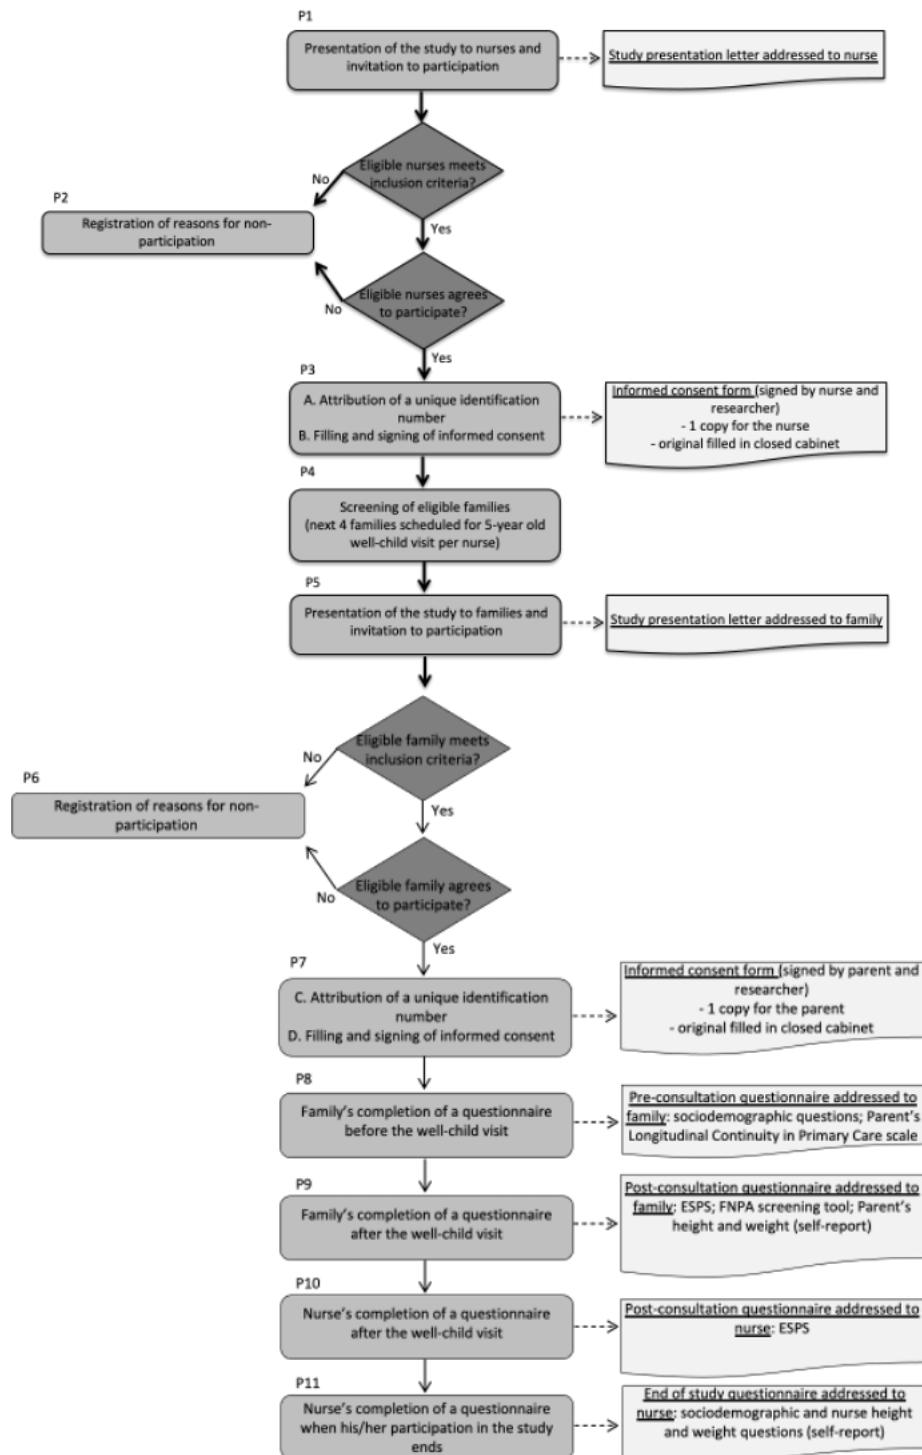 P1
Presentation of the study to nurses and
invitation to participation
Study presentation letter addressed to nurse
Eligible nurses meets
inclusion criteria?
No
Yes
P2
Registration of reasons for non-
participation
Eligible nurses agrees
to participate?
No
Yes
P3
A. Attribution of a unique identification
number
B. Filling and signing of informed consent
Informed consent form (signed by nurse and
researcher)
- 1 copy for the nurse
- original filled in closed cabinet
P4
Screening of eligible families
(next 4 families scheduled for 5-year old
well-child visit per nurse)
P5
Presentation of the study to families and
invitation to participation
Study presentation letter addressed to family
Eligible family meets
inclusion criteria?
No
Yes
P6
Registration of reasons for non-
participation
Eligible family agrees
to participate?
No
Yes
P7
C. Attribution of a unique identification
number
D. Filling and signing of informed consent
Informed consent form (signed by parent and
researcher)
- 1 copy for the parent
- original filled in closed cabinet
P8
Family's completion of a questionnaire
before the well-child visit
Pre-consultation questionnaire addressed to
family: sociodemographic questions; Parent's
Longitudinal Continuity in Primary Care scale
P9
Family's completion of a questionnaire
after the well-child visit
Post-consultation questionnaire addressed to
family: ESPS; FNPA screening tool; Parent's
height and weight (self-report)
P10
Nurse's completion of a questionnaire
after the well-child visit
Post-consultation questionnaire addressed to
nurse: ESPS
P11
Nurse's completion of a questionnaire
when his/her participation in the study
ends
End of study questionnaire addressed to
nurse: sociodemographic and nurse height
and weight questions (self-report)